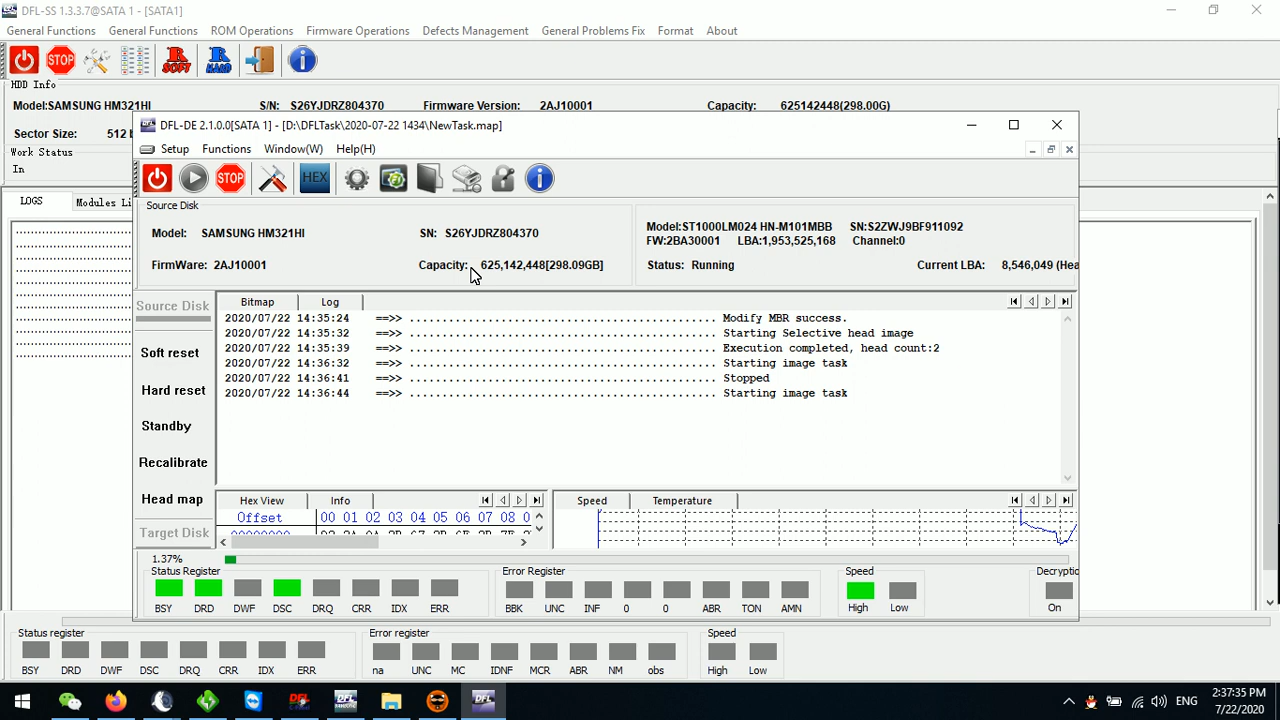 DFL-SS 1.3.3.7@SATA 1 - [SATA1]
General Functions General Functions ROM Operations Firmware Operations Defects Management General Problems Fix Format About
STOP R SOFT R HARD
HDD Info
Model:SAMSUNG HM321HI S/N: S26YJDRZ804370 Firmware Version: 2AJ10001 Capacity: 625142448(298.00G)
Sector Size: 512 b
Work Status
In
LOGS Modules Li
DFL-DE 2.1.0.0[SATA 1] - [D:\DFLTask\2020-07-22 1434\NewTask.map]
Setup Functions Window(W) Help(H)
STOP HEX
Source Disk
Model: SAMSUNG HM321HI SN: S26YJDRZ804370
FirmWare: 2AJ10001 Capacity: 625,142,448[298.09GB]
Model:ST1000LM024 HN-M101MBB SN:S2ZWJ9BF911092
FW:2BA30001 LBA:1,953,525,168 Channel:0
Status: Running Current LBA: 8,546,049 (Hea
Source Disk
Soft reset
Hard reset
Standby
Recalibrate
Head map
Target Disk
Bitmap Log
2020/07/22 14:35:24 ==>> .............................................. Modify MBR success.
2020/07/22 14:35:32 ==>> .............................................. Starting Selective head image
2020/07/22 14:35:39 ==>> .............................................. Execution completed, head count:2
2020/07/22 14:36:32 ==>> .............................................. Starting image task
2020/07/22 14:36:41 ==>> .............................................. Stopped
2020/07/22 14:36:44 ==>> .............................................. Starting image task
Hex View Info
Offset 00 01 02 03 04 05 06 07 08 0
Speed Temperature
1.37%
Status Register Error Register Speed Decryptio
BSY DRD DWF DSC DRQ CRR IDX ERR BBK UNC INF 0 0 ABR TON AMN High Low On
Status register Error register Speed
BSY DRD DWF DSC DRQ CRR IDX ERR na UNC MC IDNF MCR ABR NM obs High Low
ENG 2:37:35 PM
7/22/2020